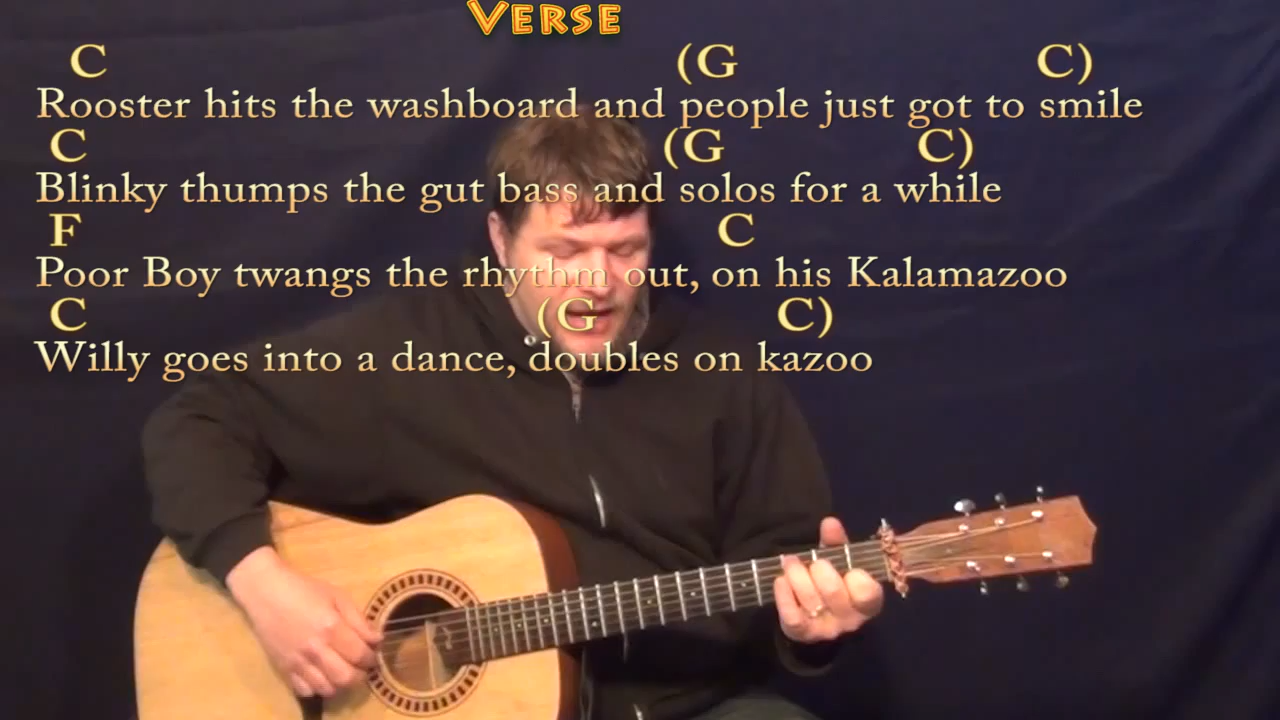 VERSE
C (G C)
Rooster hits the washboard and people just got to smile
C (G C)
Blinky thumps the gut bass and solos for a while
F C
Poor Boy twangs the rhythm out, on his Kalamazoo
C (G C)
Willy goes into a dance, doubles on kazoo